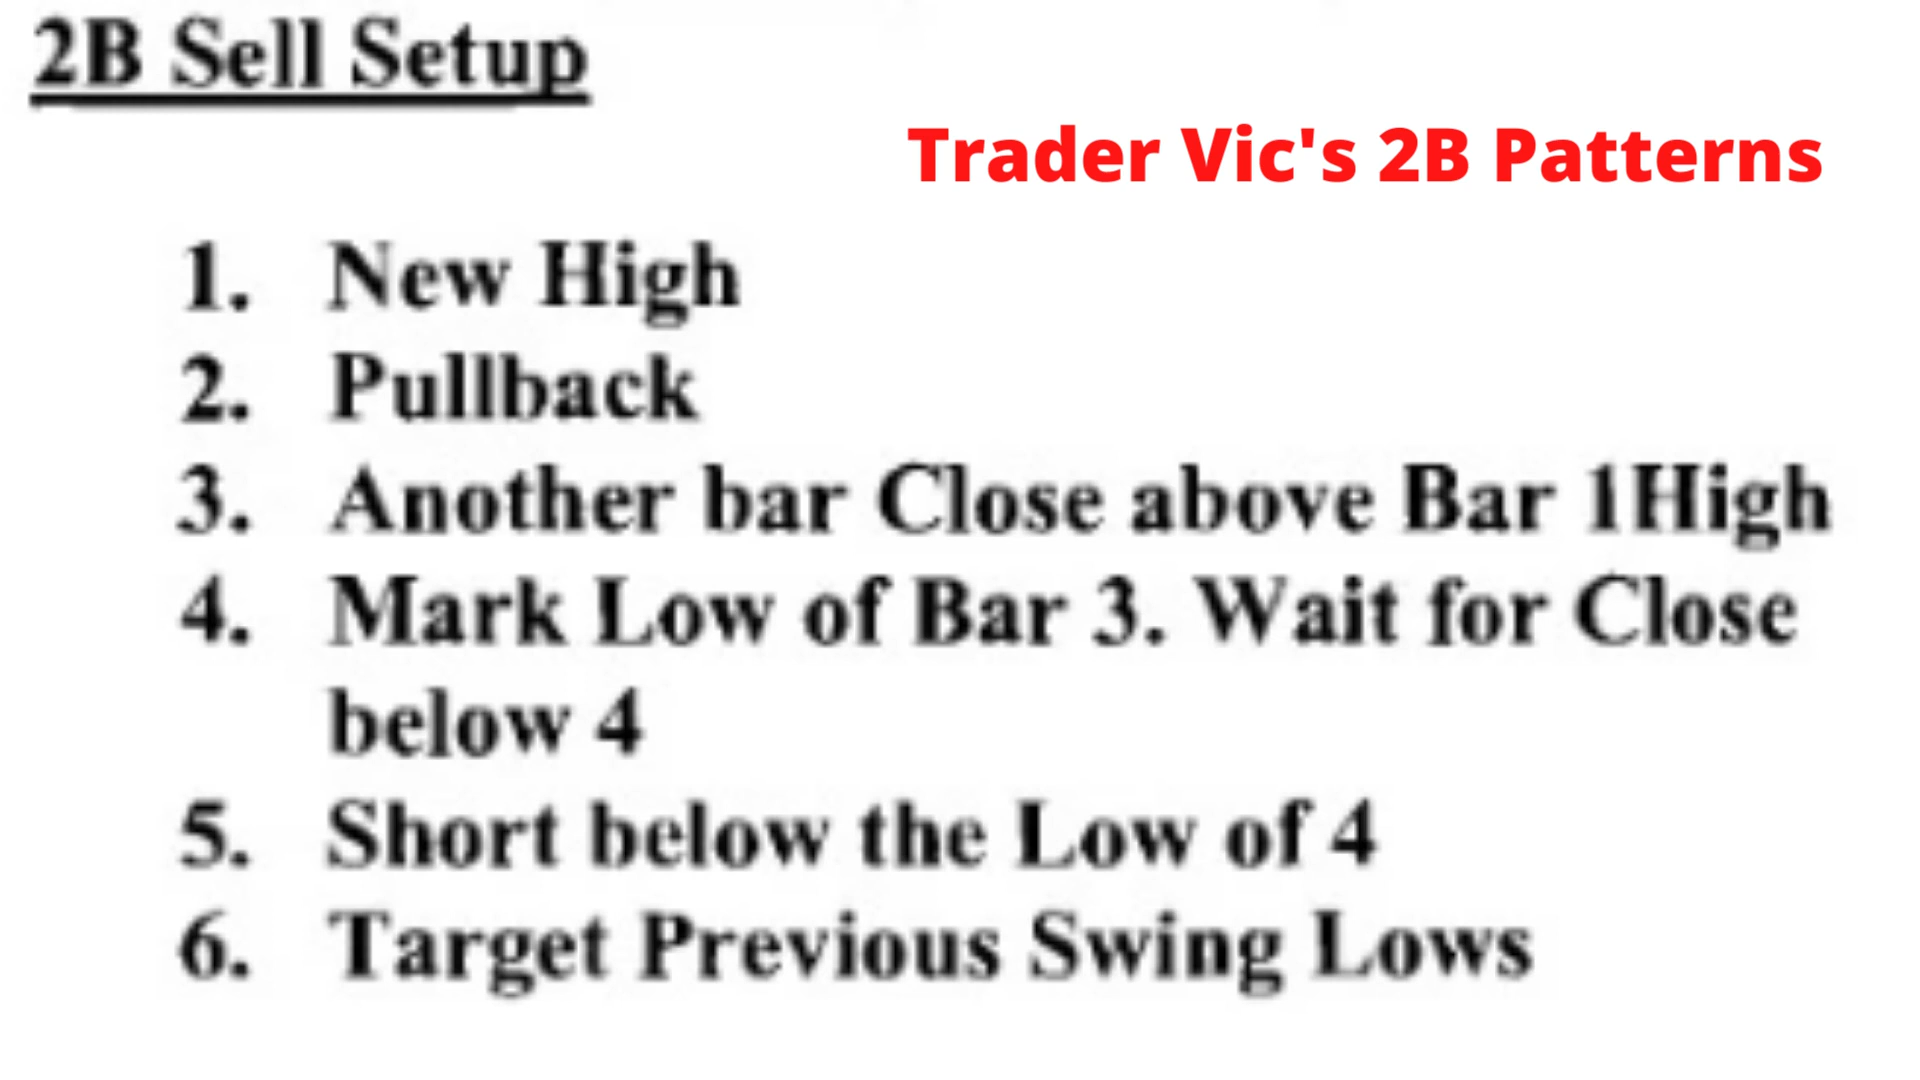 2B Sell Setup
Trader Vic's 2B Patterns
1. New High
2. Pullback
3. Another bar Close above Bar 1High
4. Mark Low of Bar 3. Wait for Close
below 4
5. Short below the Low of 4
6. Target Previous Swing Lows